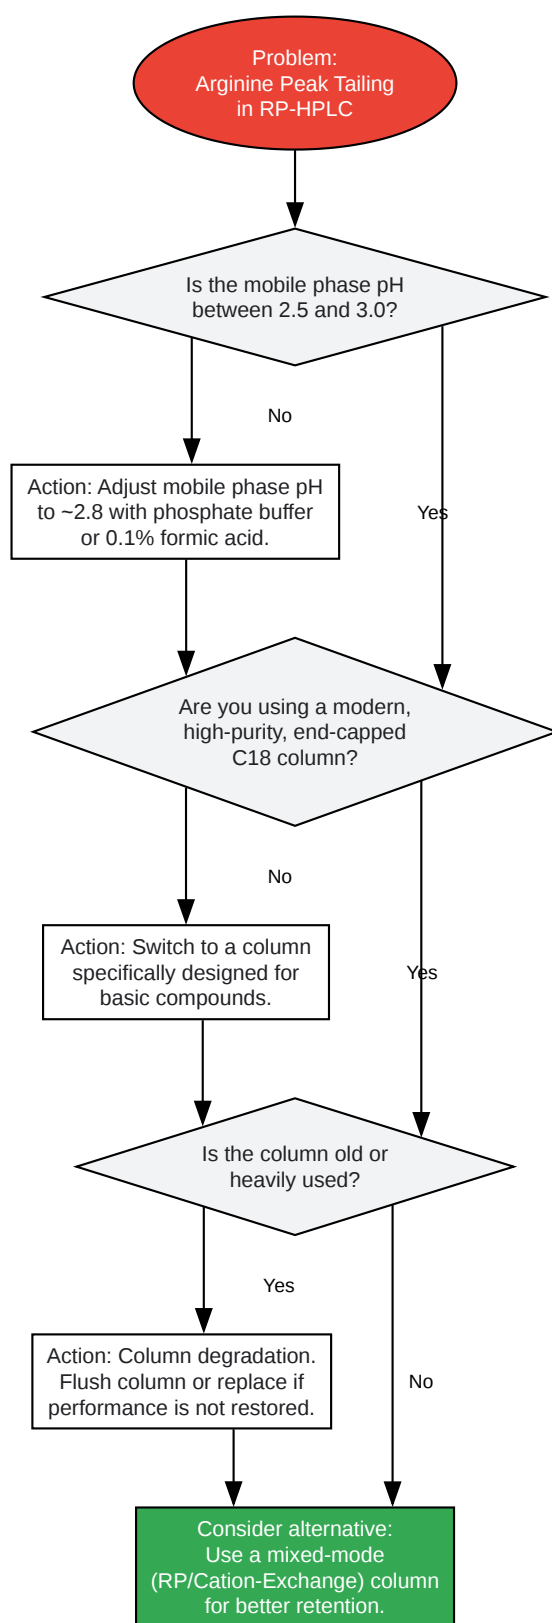 Problem:
Arginine Peak Tailing
in RP-HPLC
Is the mobile phase pH
between 2.5 and 3.0?
No
Action: Adjust mobile phase pH
to ~2.8 with phosphate buffer
or 0.1% formic acid.
Yes
Are you using a modern,
high-purity, end-capped
C18 column?
No
Action: Switch to a column
specifically designed for
basic compounds.
Yes
Is the column old or
heavily used?
Yes
Action: Column degradation.
Flush column or replace if
performance is not restored.
No
Consider alternative:
Use a mixed-mode
(RP/Cation-Exchange) column
for better retention.